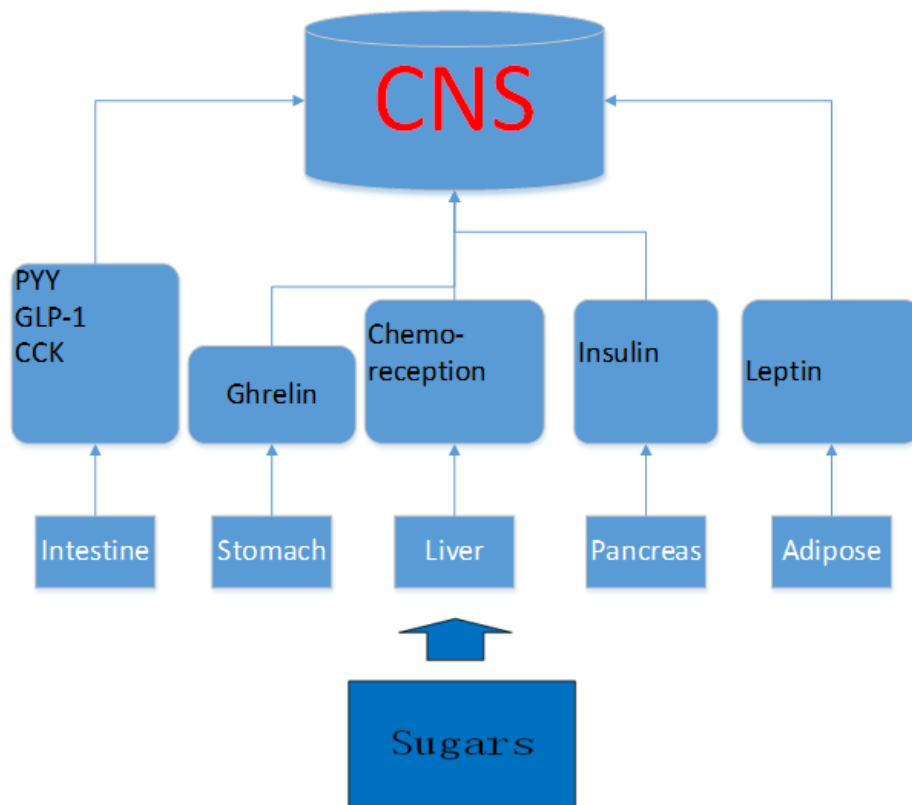 CNS
PYY
GLP-1
CCK
Ghrelin
Chemo-
reception
Insulin
Leptin
Intestine
Stomach
Liver
Pancreas
Adipose
Sugars